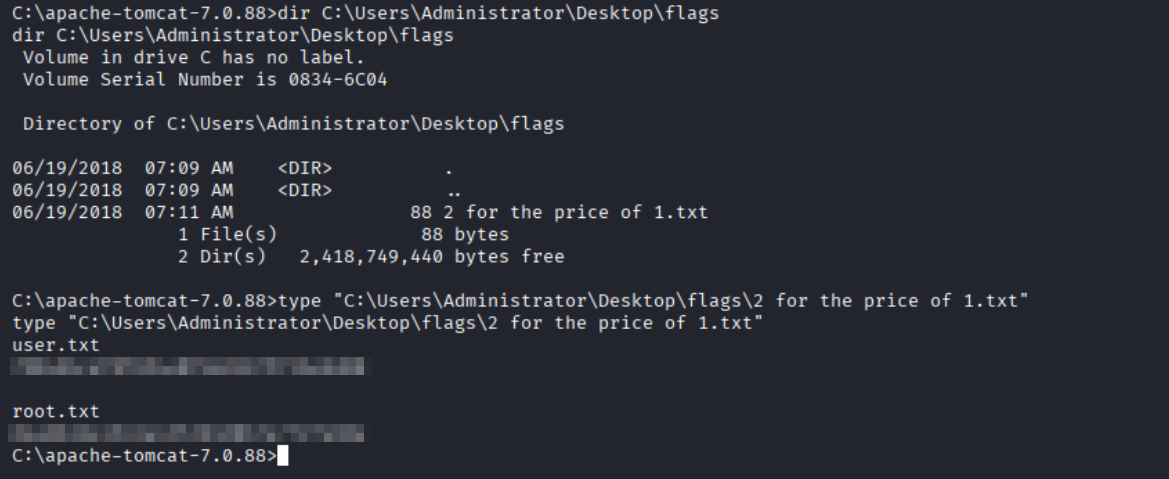 C:\apache-tomcat-7.0.88>dir C:\Users\Administrator\Desktop\flags
dir C:\Users\Administrator\Desktop\flags
 Volume in drive C has no label.
 Volume Serial Number is 0834-6C04

 Directory of C:\Users\Administrator\Desktop\flags

06/19/2018  07:09 AM    <DIR>          .
06/19/2018  07:09 AM    <DIR>          ..
06/19/2018  07:11 AM                88 2 for the price of 1.txt
               1 File(s)             88 bytes
               2 Dir(s)   2,418,749,440 bytes free

C:\apache-tomcat-7.0.88>type "C:\Users\Administrator\Desktop\flags\2 for the price of 1.txt"
type "C:\Users\Administrator\Desktop\flags\2 for the price of 1.txt"
user.txt

root.txt
C:\apache-tomcat-7.0.88>